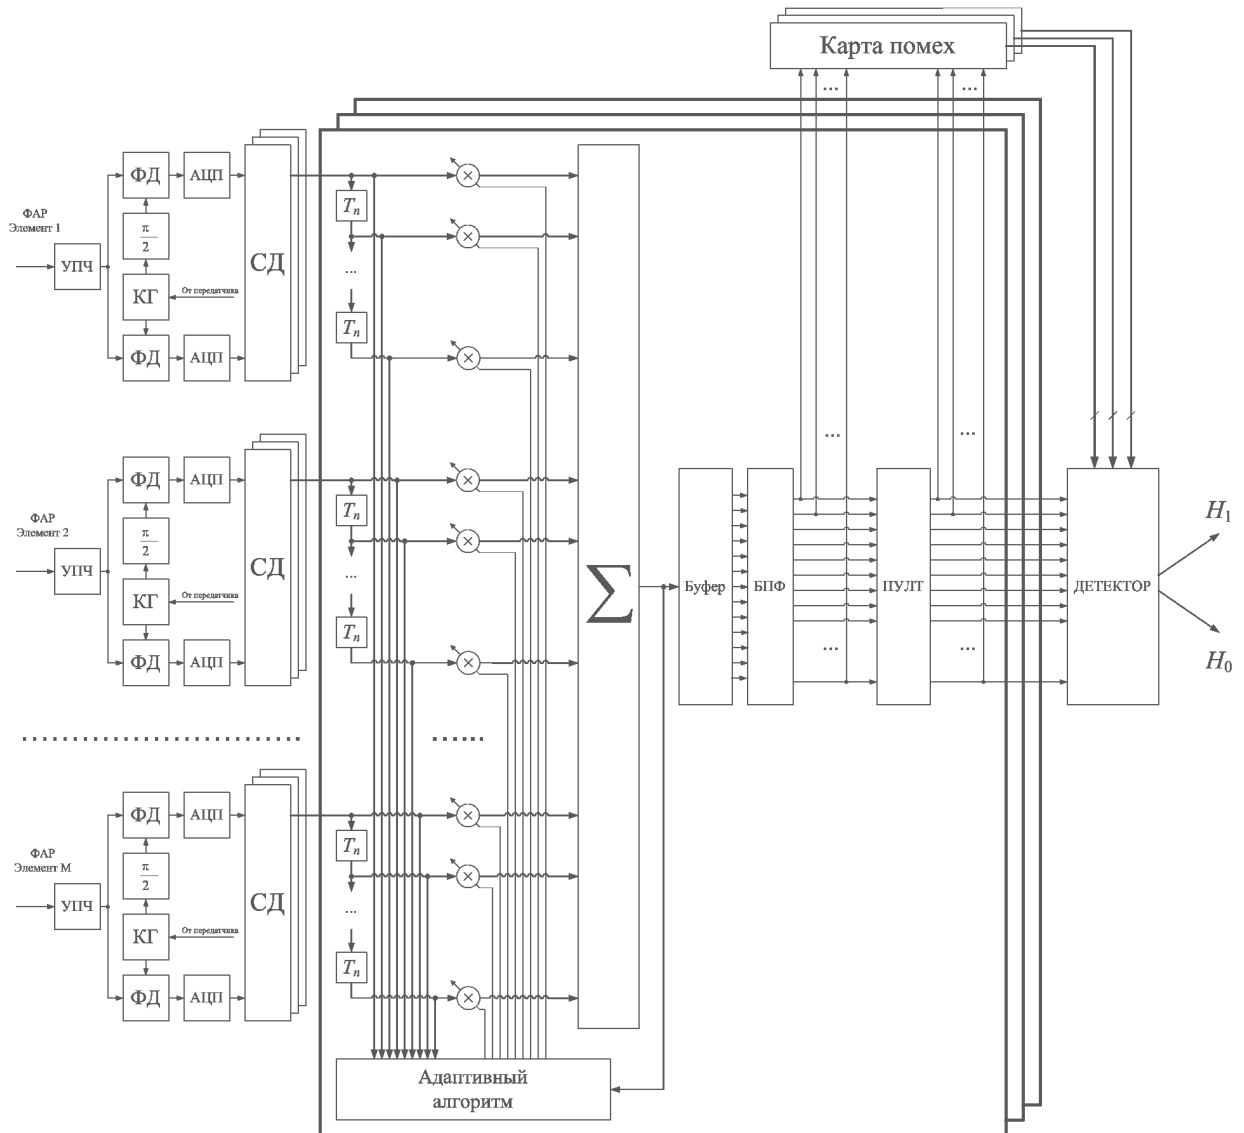 Карта помех
...
...
ФАР
Элемент 1
УПЧ
ФД
АЦП
π
2
КГ
От передатчика
ФД
АЦП
СД
Tn
...
Tn
×
×
×
ФАР
Элемент 2
УПЧ
ФД
АЦП
π
2
КГ
От передатчика
ФД
АЦП
СД
Tn
...
Tn
×
×
×
ФАР
Элемент М
УПЧ
ФД
АЦП
π
2
КГ
От передатчика
ФД
АЦП
СД
Tn
...
Tn
×
×
×
Адаптивный
алгоритм
Σ
Буфер
БПФ
...
...
ПУЛТ
...
...
ДЕТЕКТОР
H1
H0